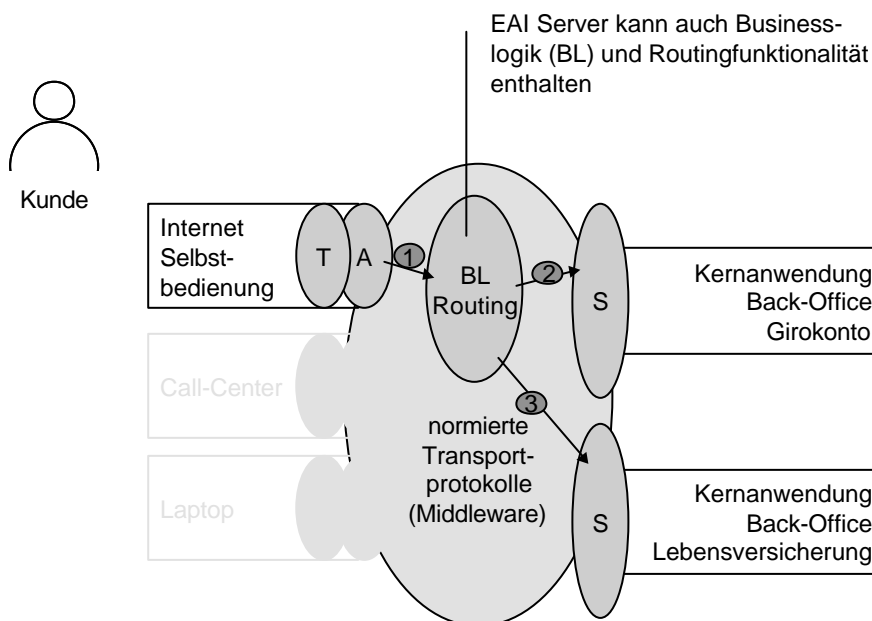 EAI Server kann auch Business-
logik (BL) und Routingfunktionalität
enthalten
Kunde
Internet
Selbst-
bedienung
T
A
1
BL
Routing
2
S
Kernanwendung
Back-Office
Girokonto
Call-Center
3
normierte
Transport-
protokolle
(Middleware)
Laptop
S
Kernanwendung
Back-Office
Lebensversicherung